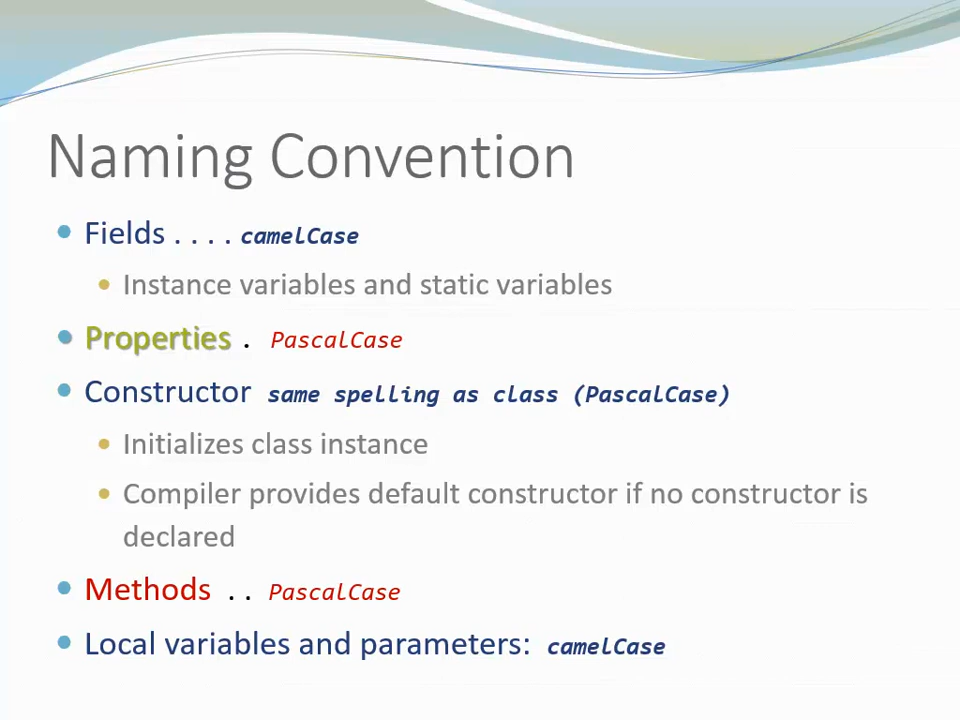 Naming Convention
• Fields . . . . camelCase
• Instance variables and static variables
• Properties . PascalCase
• Constructor same spelling as class (PascalCase)
• Initializes class instance
• Compiler provides default constructor if no constructor is
declared
• Methods . . PascalCase
• Local variables and parameters: camelCase